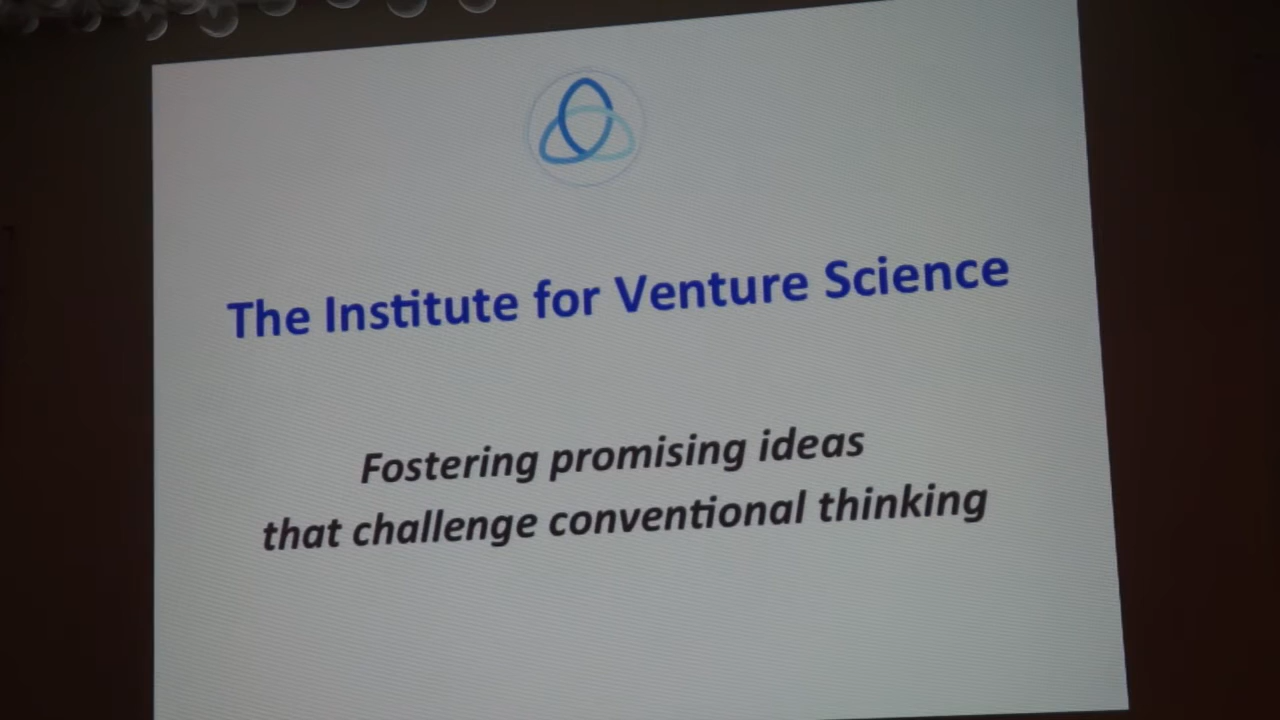 The Institute for Venture Science
Fostering promising ideas
that challenge conventional thinking